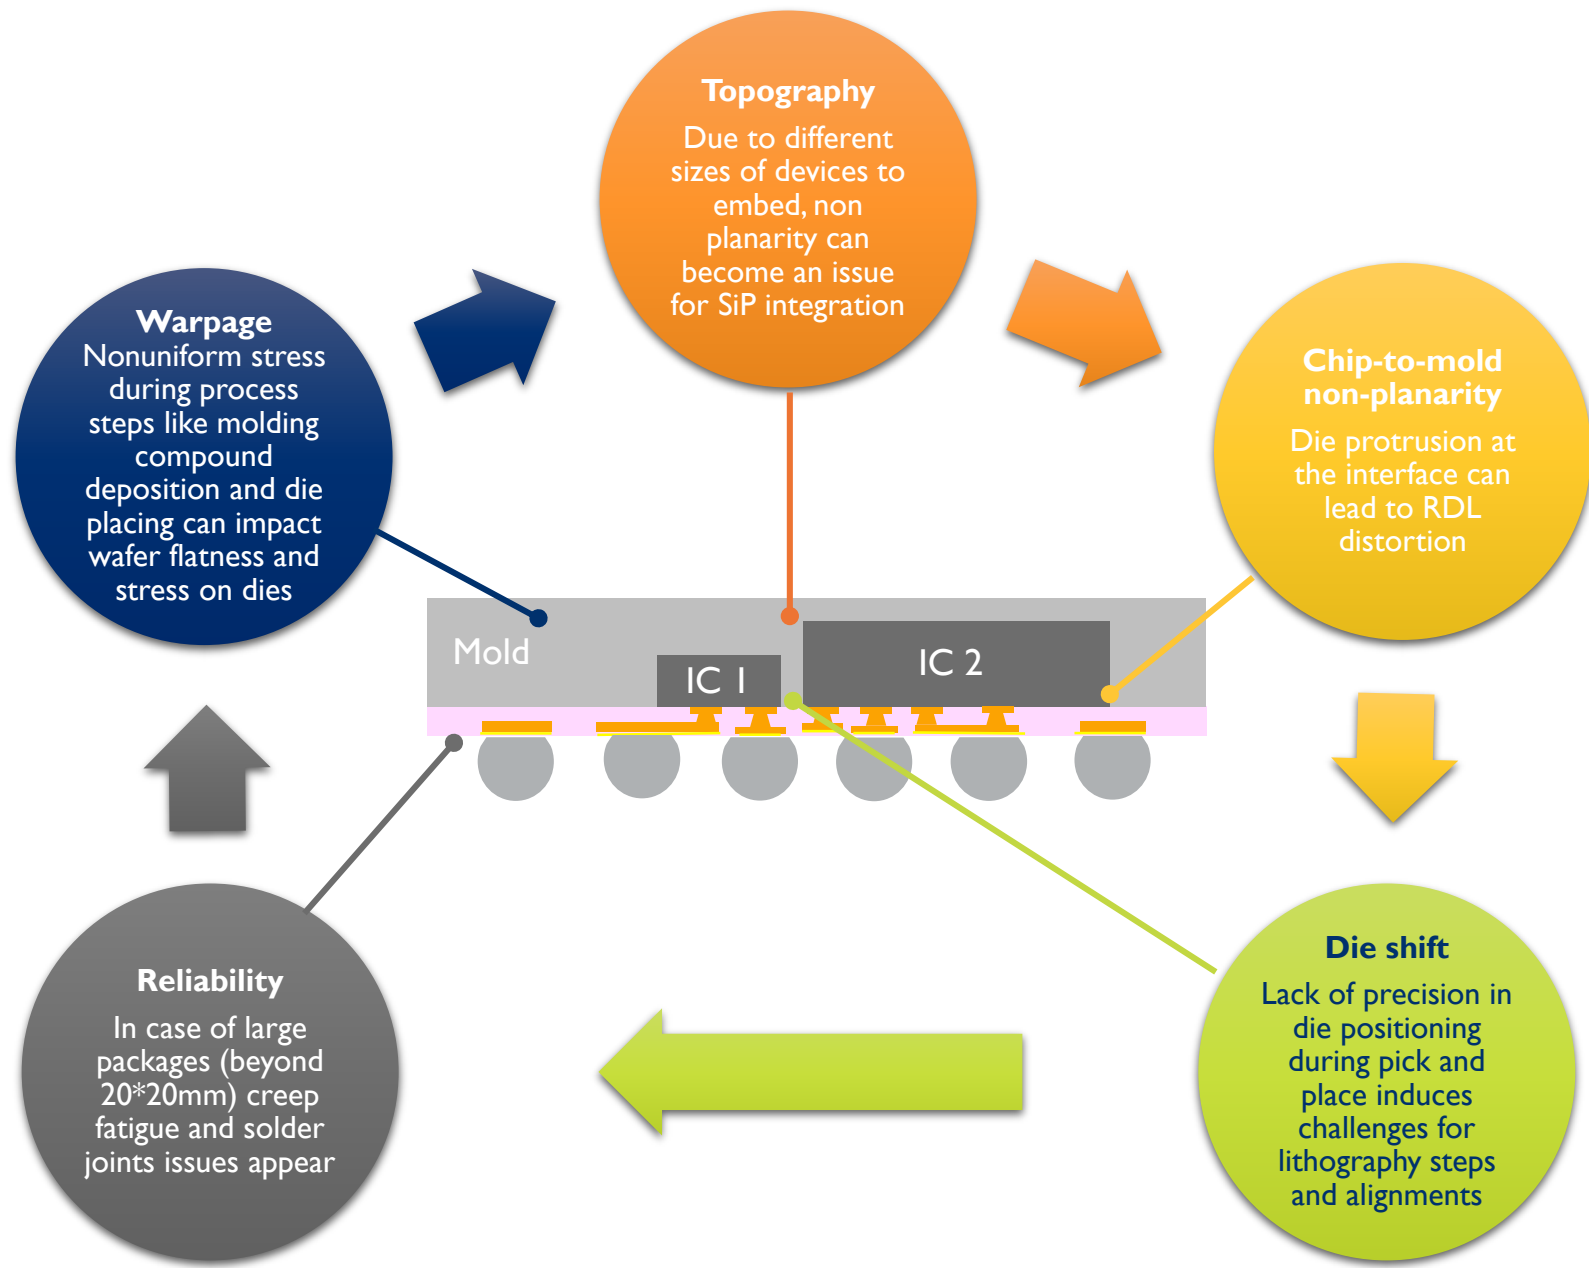 Topography
Due to different
sizes of devices to
embed, non
planarity can
become an issue
for SiP integration
Warpage
Nonuniform stress
during process
steps like molding
compound
deposition and die
placing can impact
wafer flatness and
stress on dies
Chip-to-mold
non-planarity
Die protrusion at
the interface can
lead to RDL
distortion
Mold
IC 1
IC 2
Die shift
Lack of precision in
die positioning
during pick and
place induces
challenges for
lithography steps
and alignments
Reliability
In case of large
packages (beyond
20*20mm) creep
fatigue and solder
joints issues appear